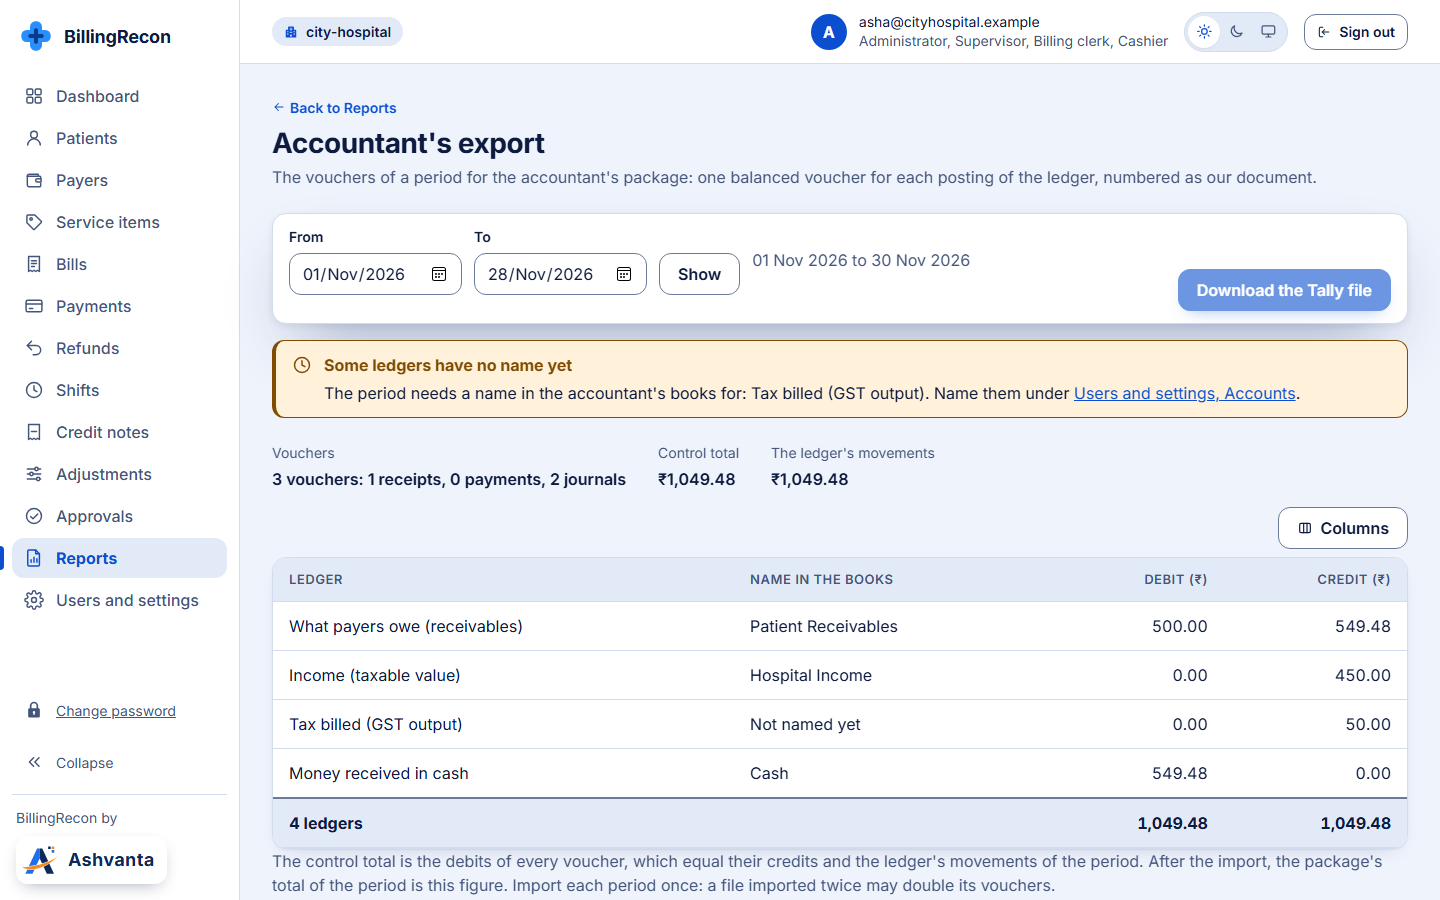 BillingRecon
Dashboard
Patients
Payers
Service items
Bills
Payments
Refunds
Shifts
Credit notes
Adjustments
Approvals
Reports
Users and settings
Change password
Collapse
BillingRecon by
Ashvanta
city-hospital
A
asha@cityhospital.example
Administrator, Supervisor, Billing clerk, Cashier
Sign out
Back to Reports
Accountant's export
The vouchers of a period for the accountant's package: one balanced voucher for each posting of the ledger, numbered as our document.
From To
01/Nov/2026 28/Nov/2026 Show 01 Nov 2026 to 30 Nov 2026
Download the Tally file
Some ledgers have no name yet
The period needs a name in the accountant's books for: Tax billed (GST output). Name them under Users and settings, Accounts.
Vouchers Control total The ledger's movements
3 vouchers: 1 receipts, 0 payments, 2 journals ₹1,049.48 ₹1,049.48
Columns
LEDGER NAME IN THE BOOKS DEBIT (₹) CREDIT (₹)
What payers owe (receivables) Patient Receivables 500.00 549.48
Income (taxable value) Hospital Income 0.00 450.00
Tax billed (GST output) Not named yet 0.00 50.00
Money received in cash Cash 549.48 0.00
4 ledgers 1,049.48 1,049.48
The control total is the debits of every voucher, which equal their credits and the ledger's movements of the period. After the import, the package's
total of the period is this figure. Import each period once: a file imported twice may double its vouchers.